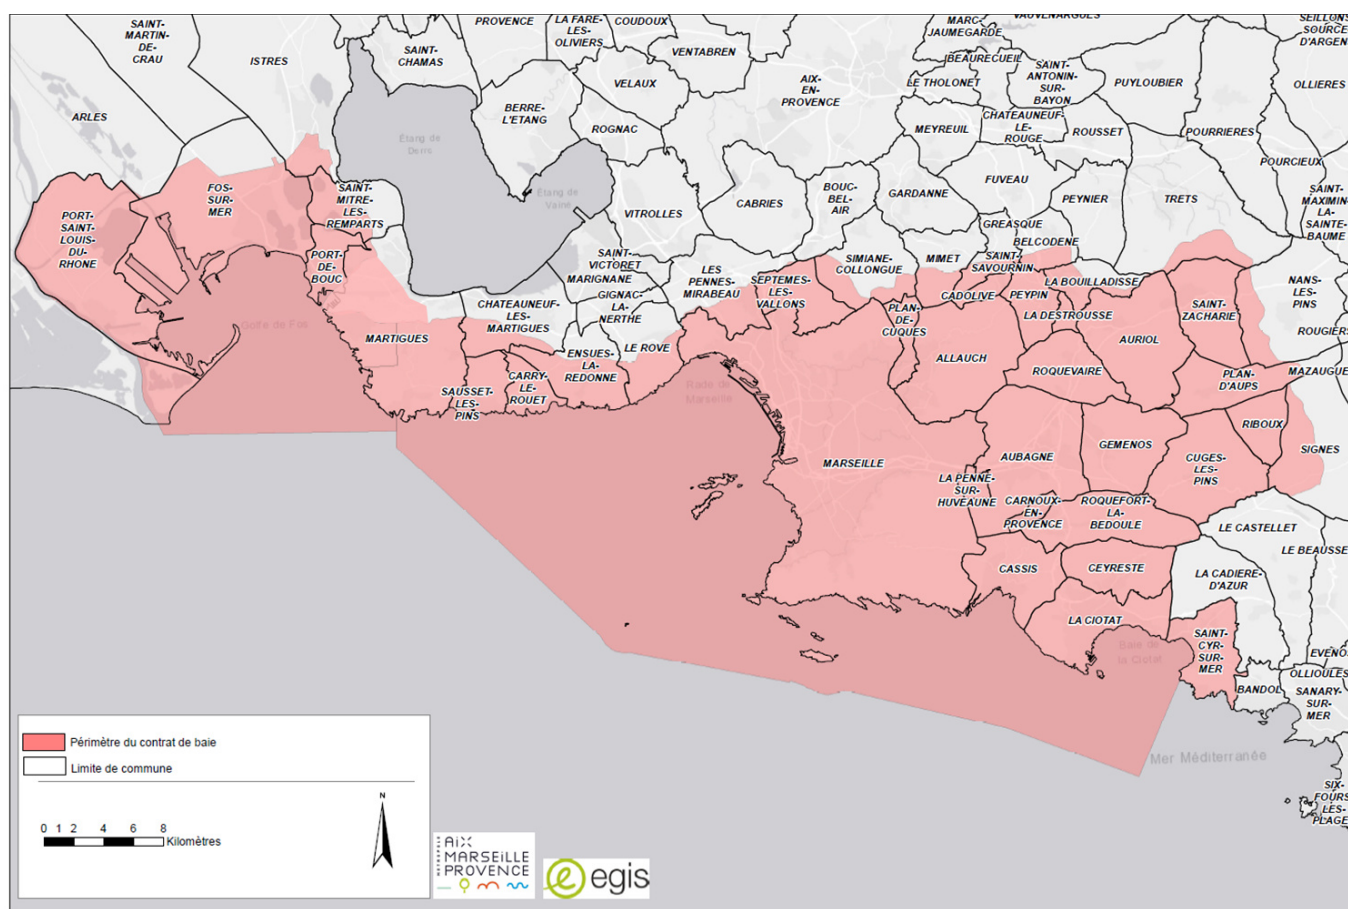 SAINT-
MARTIN-
DE-
CRAU
ISTRES
SAINT-
CHAMAS
PROVENCE
LA FARE-
LES-
OLIVIERS
COUDOUX
VENTABREN
MARC-
JAUMEGARDE
VAUVENARGUES
SEILLONS
SOURCE
D'ARGEN
ARLES
BERRE-
L'ETANG
VELAUX
ROGNAC
AIX-
EN-
PROVENCE
BEAURECUEIL
LE THOLONET
SAINT-
ANTONIN-
SUR-
BAYON
PUYLOUBIER
OLLIERES
Étang de
Berre
Étang de
Vaine
MEYREUIL
CHATEAUNEUF-
LE-
ROUGE
ROUSSET
POURRIERES
POURCIEUX
PORT-
SAINT-
LOUIS-
DU-
RHONE
FOS-
SUR-
MER
SAINT-
MITRE-
LES-
REMPARTS
VITROLLES
CABRIES
BOUC-
BEL-
AIR
GARDANNE
FUVEAU
PEYNIER
TRETS
SAINT-
MAXIMIN-
LA-
SAINTE-
BAUME
GREASQUE
BELCODENE
PORT-
DE-
BOUC
SAINT-
VICTORET
MARIGNANE
GIGNAC-
LA-
NERTHE
LES
PENNES-
MIRABEAU
SEPTEMES-
LES-
VALLONS
SIMIANE-
COLLONGUE
MIMET
SAINT-
SAVOURNIN
CADOLIVE
PEYPIN
LA BOUILLADISSE
LA DESTROUSSE
NANS-
LES-
PINS
CHATEAUNEUF-
LES-
MARTIGUES
Golfe de Fos
MARTIGUES
ENSUES-
LA-
REDONNE
LE ROVE
PLAN-
DE-
CUQUES
ALLAUCH
ROQUEVAIRE
AURIOL
SAINT-
ZACHARIE
ROUGIERS
SAUSSET-
LES-
PINS
CARRY-
LE-
ROUET
Rade de
Marseille
PLAN-
D'AUPS
MAZAUGUE
RIBOUX
SIGNES
MARSEILLE
AUBAGNE
GEMENOS
CUGES-
LES-
PINS
LA PENNE-
SUR-
HUVEAUNE
CARNOUX-
EN-
PROVENCE
ROQUEFORT-
LA-
BEDOULE
LE CASTELLET
LE BEAUSSE
CASSIS
CEYRESTE
LA CADIERE-
D'AZUR
LA CIOTAT
Baie de
la Ciotat
SAINT-
CYR-
SUR-
MER
EVENOS
OLLIOULES
BANDOL
SANARY-
SUR-
MER
Mer Méditerranée
SIX-
FOURS-
LES-
PLAGE
Périmètre du contrat de baie
Limite de commune
N
0 1 2 4 6 8
Kilomètres
AiX
MARSEILLE
PROVENCE
egis